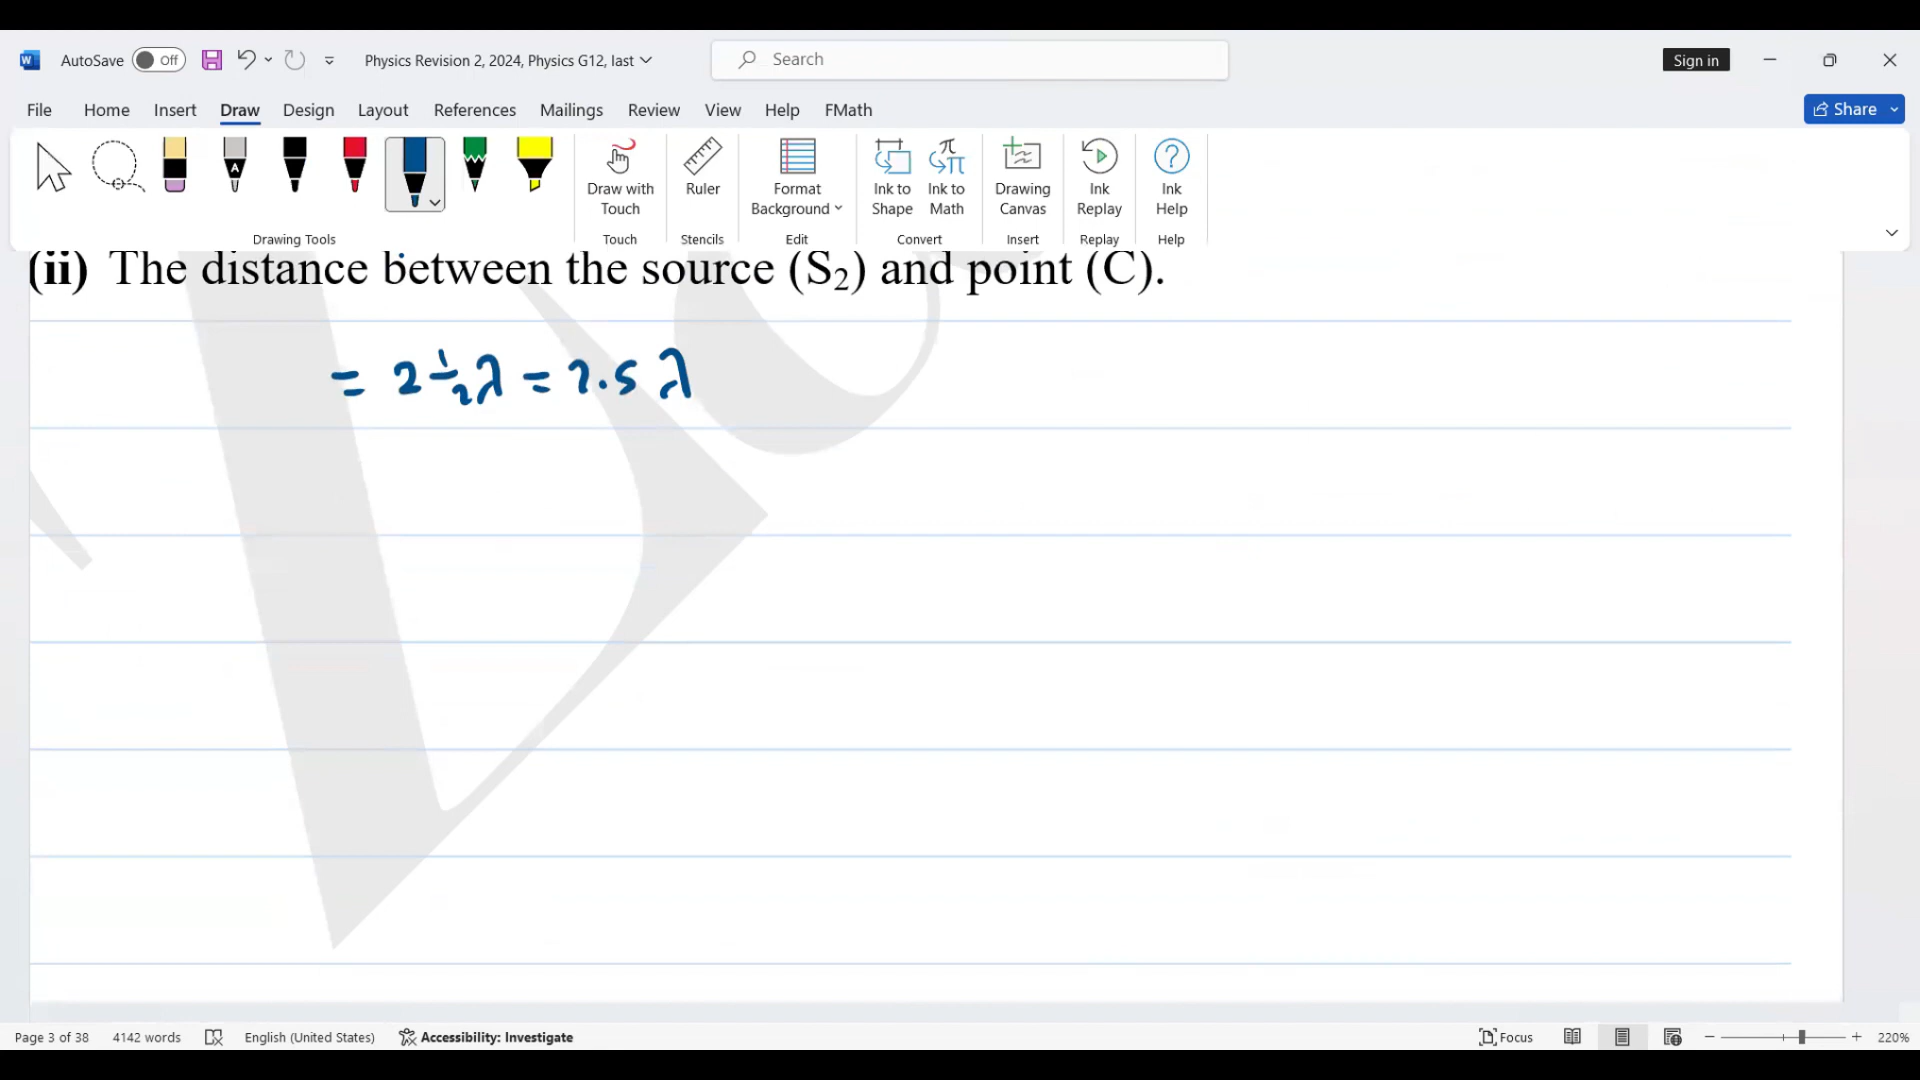 AutoSave Off Physics Revision 2, 2024, Physics G12, last Search Sign in
File Home Insert Draw Design Layout References Mailings Review View Help FMath Share
A
Draw with Touch Ruler Format Background Ink to Shape Ink to Math Drawing Canvas Ink Replay Ink Help
Drawing Tools Touch Stencils Edit Convert Insert Replay Help
(ii) The distance between the source (S₂) and point (C).
= 2 ½ λ = 2.5 λ
Page 3 of 38 4142 words English (United States) Accessibility: Investigate Focus 220%